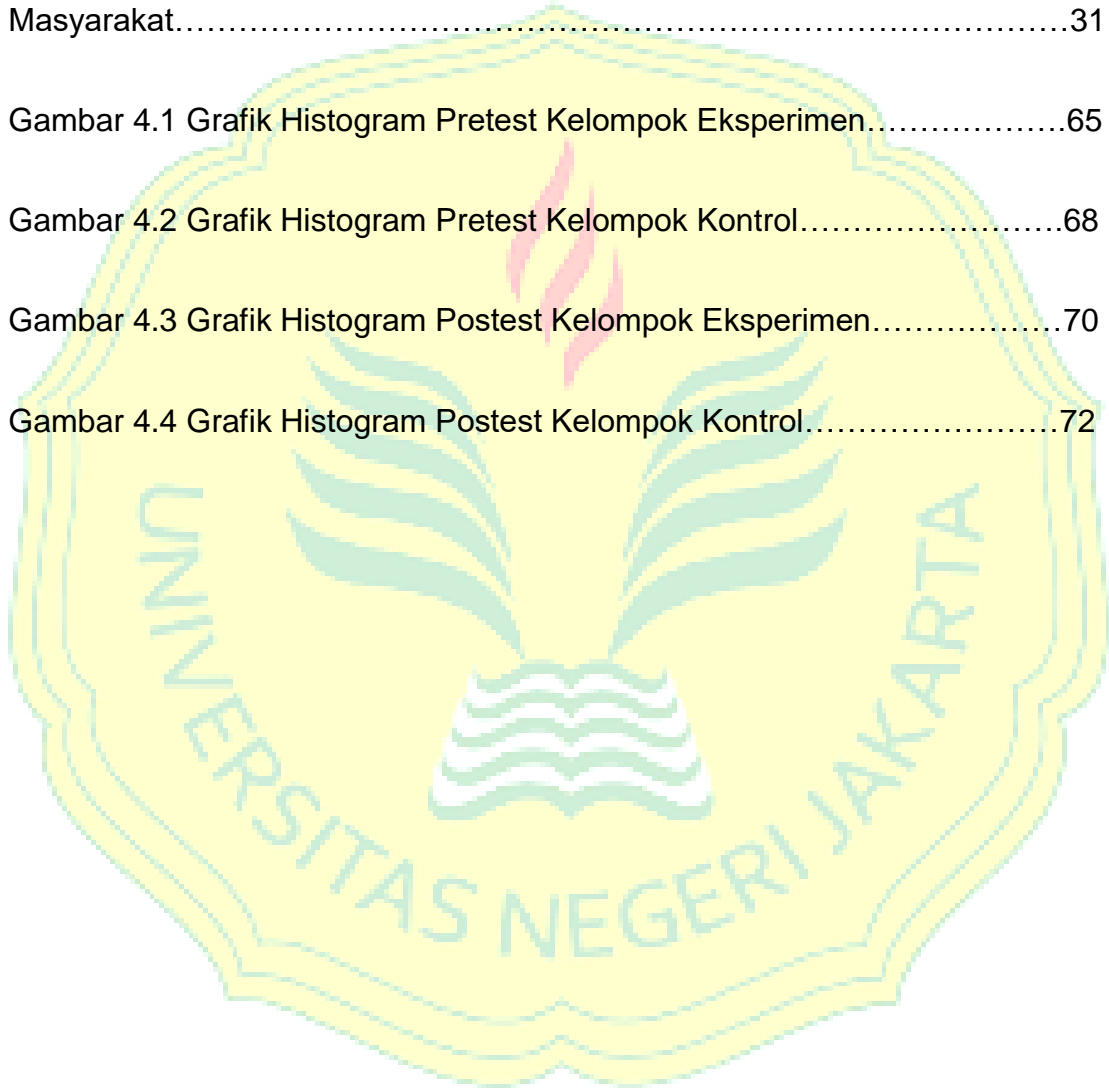 Masyarakat……………………………………………………………………………………31
Gambar 4.1 Grafik Histogram Pretest Kelompok Eksperimen……………….65
Gambar 4.2 Grafik Histogram Pretest Kelompok Kontrol…………………….68
Gambar 4.3 Grafik Histogram Postest Kelompok Eksperimen……………….70
Gambar 4.4 Grafik Histogram Postest Kelompok Kontrol……………………72
UNIVERSITAS NEGERI JAKARTA